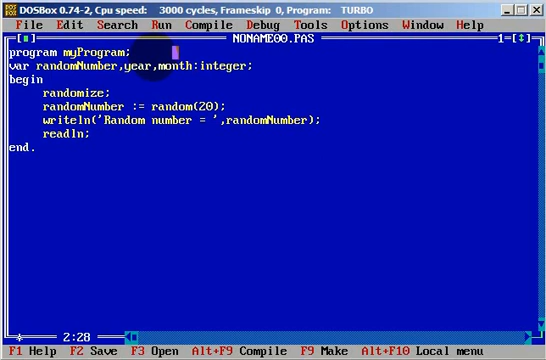 DOSBox 0.74-2, Cpu speed: 3000 cycles, Frameskip 0, Program: TURBO
File Edit Search Run Compile Debug Tools Options Window Help
NONAME00.PAS 1=[↕]
program myProgram;
var randomNumber,year,month:integer;
begin
randomize;
randomNumber := random(20);
writeln('Random number = ',randomNumber);
readln;
end.
2:28
F1 Help F2 Save F3 Open Alt+F9 Compile F9 Make Alt+F10 Local menu